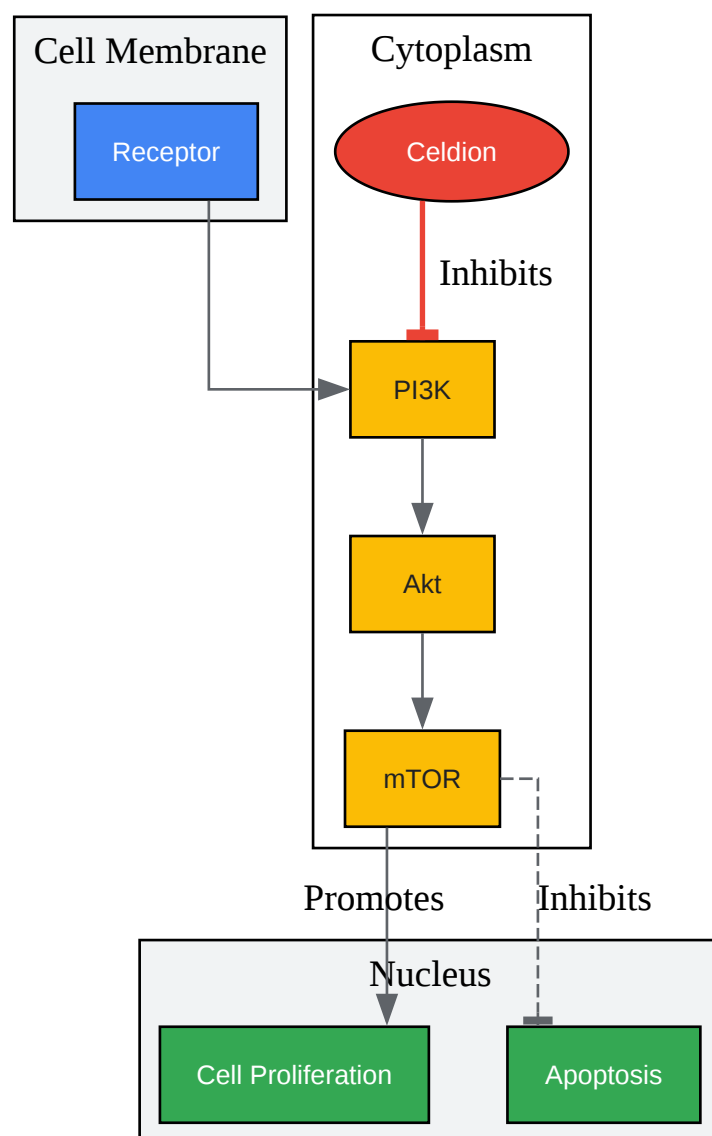 Cell Membrane
Cytoplasm
Receptor
Celdion
Inhibits
PI3K
Akt
mTOR
Promotes
Inhibits
Nucleus
Cell Proliferation
Apoptosis